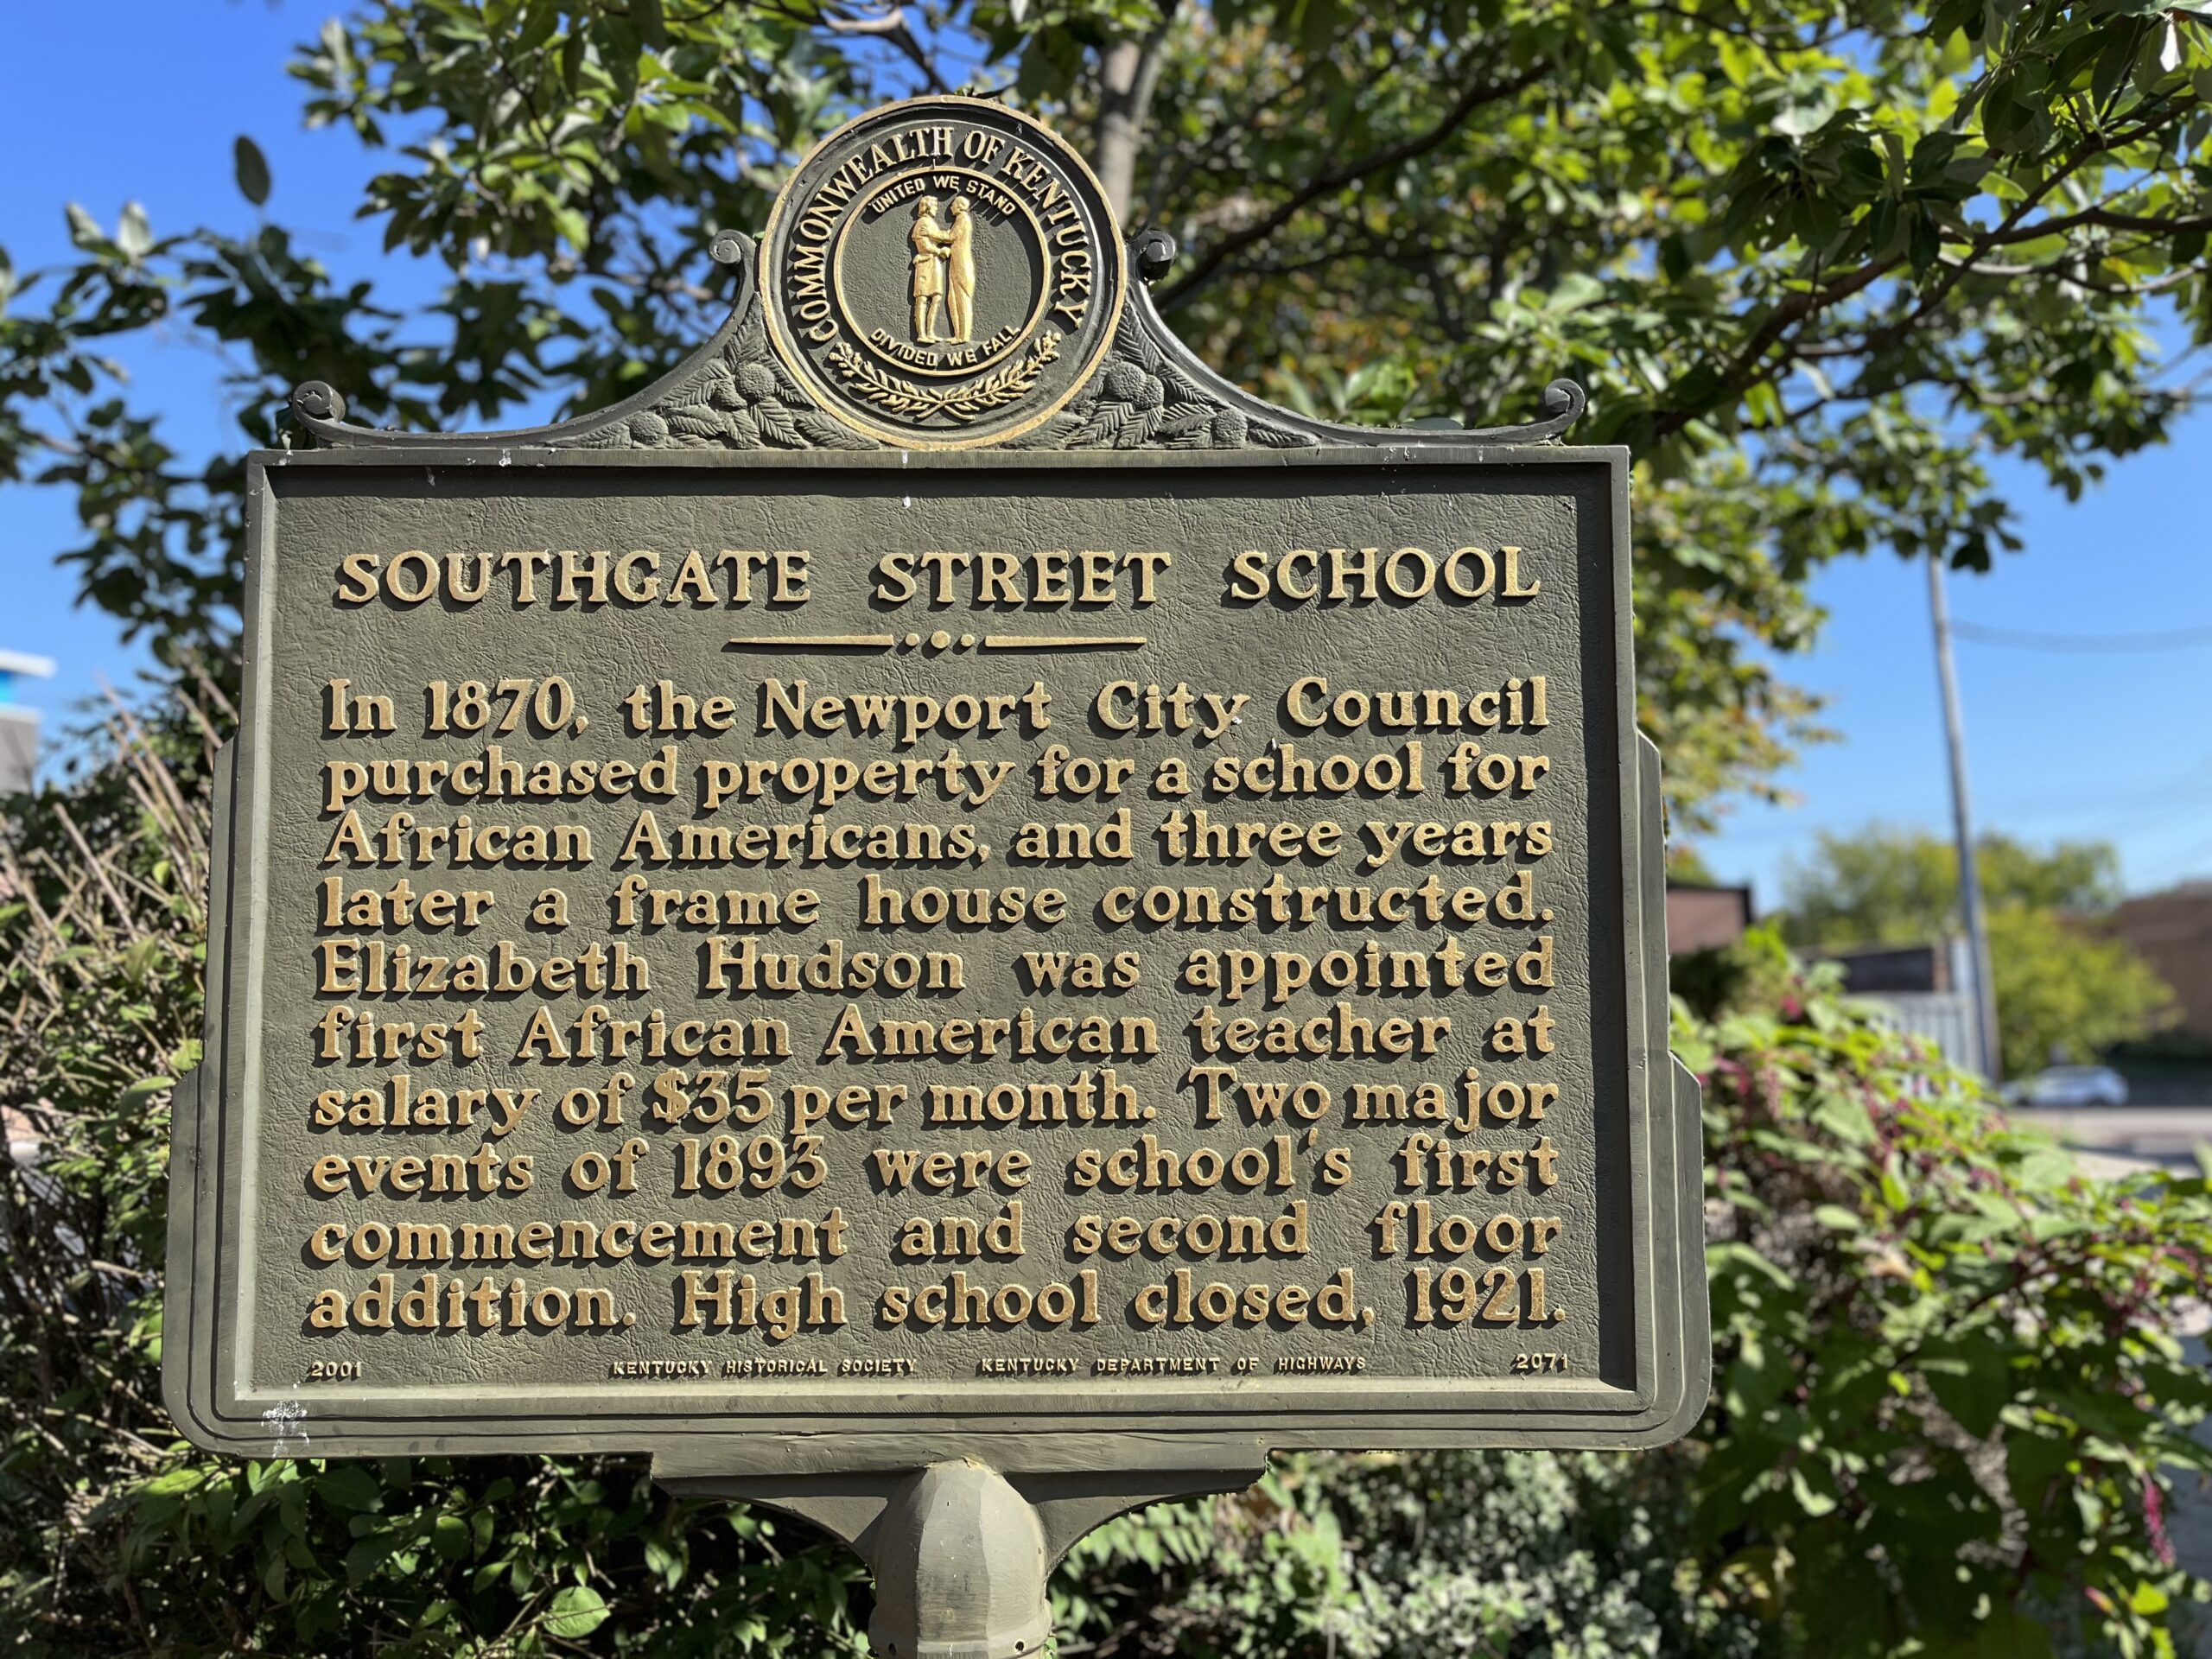 COMMONWEALTH OF KENTUCKY
UNITED WE STAND
DIVIDED WE FALL
SOUTHGATE STREET SCHOOL
In 1870, the Newport City Council
purchased property for a school for
African Americans, and three years
later a frame house constructed.
Elizabeth Hudson was appointed
first African American teacher at
salary of $35 per month. Two major
events of 1893 were school's first
commencement and second floor
addition. High school closed, 1921.
2001 KENTUCKY HISTORICAL SOCIETY KENTUCKY DEPARTMENT OF HIGHWAYS 2071